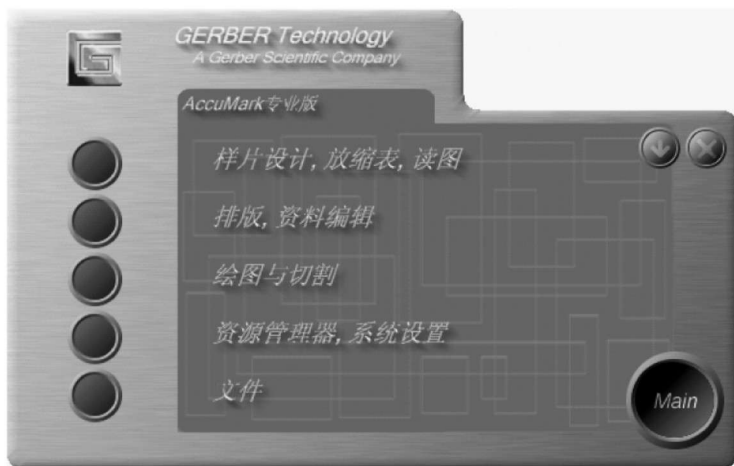 GERBER Technology
A Gerber Scientific Company
AccuMark专业版
样片设计, 放缩表, 读图
排版, 资料编辑
绘图与切割
资源管理器, 系统设置
文件
Main